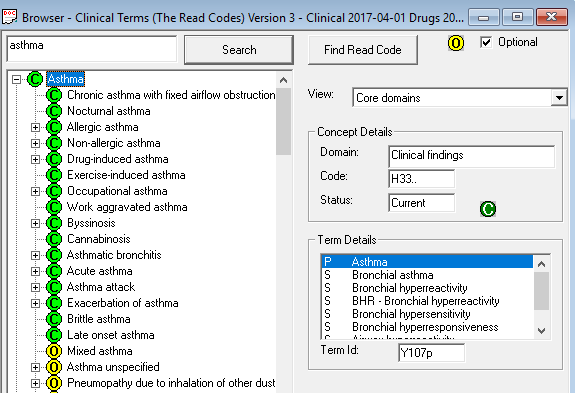 Browser - Clinical Terms (The Read Codes) Version 3 - Clinical 2017-04-01 Drugs 20...
asthma
Search
Find Read Code
O
Optional
C Asthma
C Chronic asthma with fixed airflow obstruction
C Nocturnal asthma
C Allergic asthma
C Non-allergic asthma
C Drug-induced asthma
C Exercise-induced asthma
C Occupational asthma
C Work aggravated asthma
C Byssinosis
C Cannabinosis
C Asthmatic bronchitis
C Acute asthma
C Asthma attack
C Exacerbation of asthma
C Brittle asthma
C Late onset asthma
O Mixed asthma
O Asthma unspecified
O Pneumopathy due to inhalation of other dust
View:
Core domains
Concept Details
Domain:
Clinical findings
Code:
H33..
Status:
Current
C
Term Details
P Asthma
S Bronchial asthma
S Bronchial hyperreactivity
S BHR - Bronchial hyperreactivity
S Bronchial hypersensitivity
S Bronchial hyperresponsiveness
S Airway hyperreactivity
Term Id:
Y107p